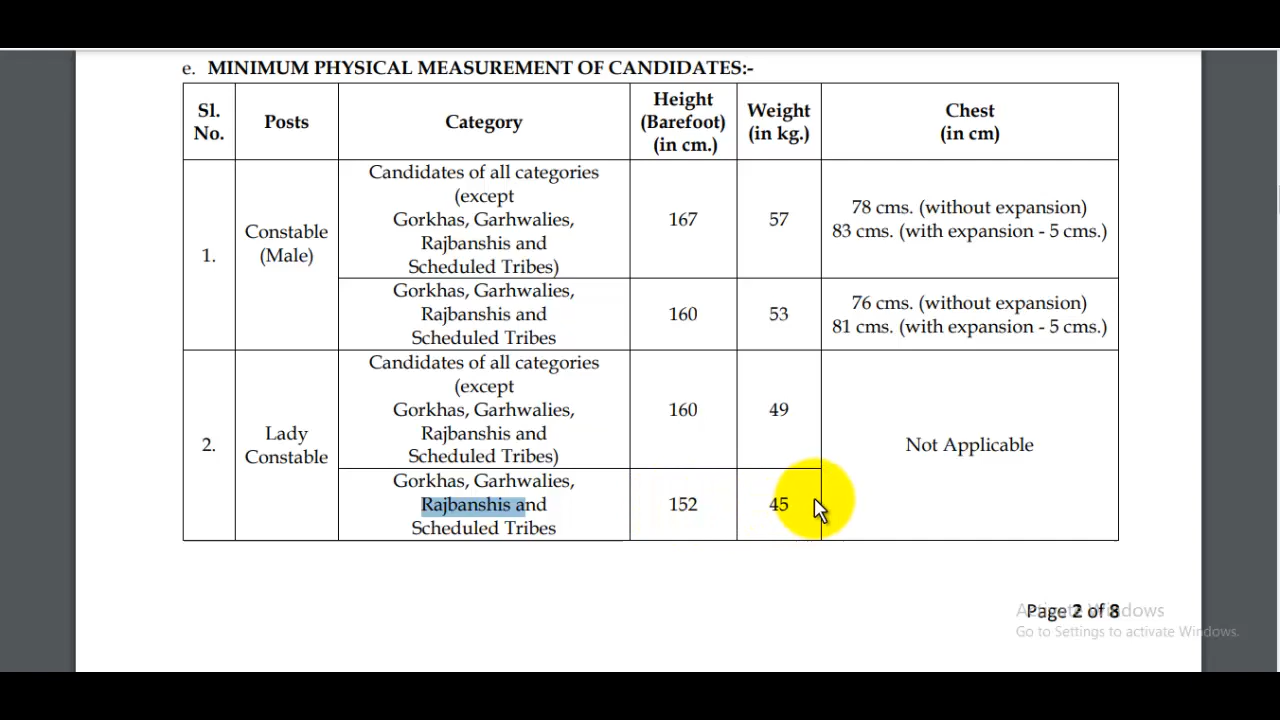 e. MINIMUM PHYSICAL MEASUREMENT OF CANDIDATES:-
Sl. No.
Posts
Category
Height (Barefoot) (in cm.)
Weight (in kg.)
Chest (in cm)
1.
Constable (Male)
Candidates of all categories
(except
Gorkhas, Garhwalies,
Rajbanshis and
Scheduled Tribes)
167
57
78 cms. (without expansion)
83 cms. (with expansion - 5 cms.)
Gorkhas, Garhwalies,
Rajbanshis and
Scheduled Tribes
160
53
76 cms. (without expansion)
81 cms. (with expansion - 5 cms.)
2.
Lady Constable
Candidates of all categories
(except
Gorkhas, Garhwalies,
Rajbanshis and
Scheduled Tribes)
160
49
Not Applicable
Gorkhas, Garhwalies,
Rajbanshis and
Scheduled Tribes
152
45
Page 2 of 8
Activate Windows
Go to Settings to activate Windows.